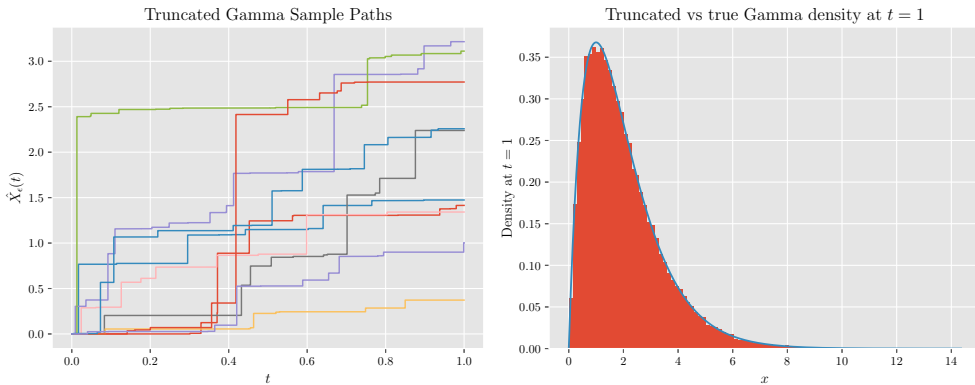 Truncated Gamma Sample Paths
3.0
2.5
2.0
1.5
1.0
0.5
0.0
X̂ϵ(t)
0.0 0.2 0.4 0.6 0.8 1.0
t
Truncated vs true Gamma density at t = 1
0.35
0.30
0.25
0.20
0.15
0.10
0.05
0.00
Density at t = 1
0 2 4 6 8 10 12 14
x